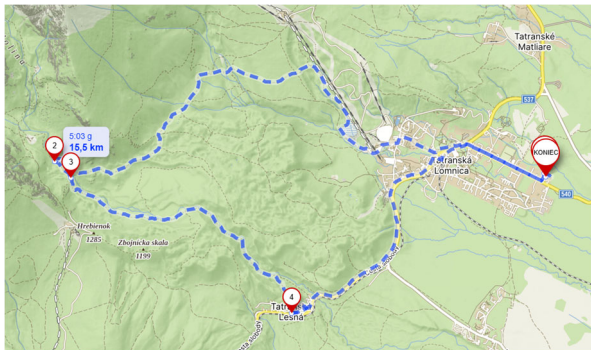 Tatranské
Matliare
537
2
5:03 g
15,5 km
3
KONIEC
Tatranská
Lomnica
540
Hrebienok
1285
Zbojnícka skala
1199
4
Tatranská
Lesná